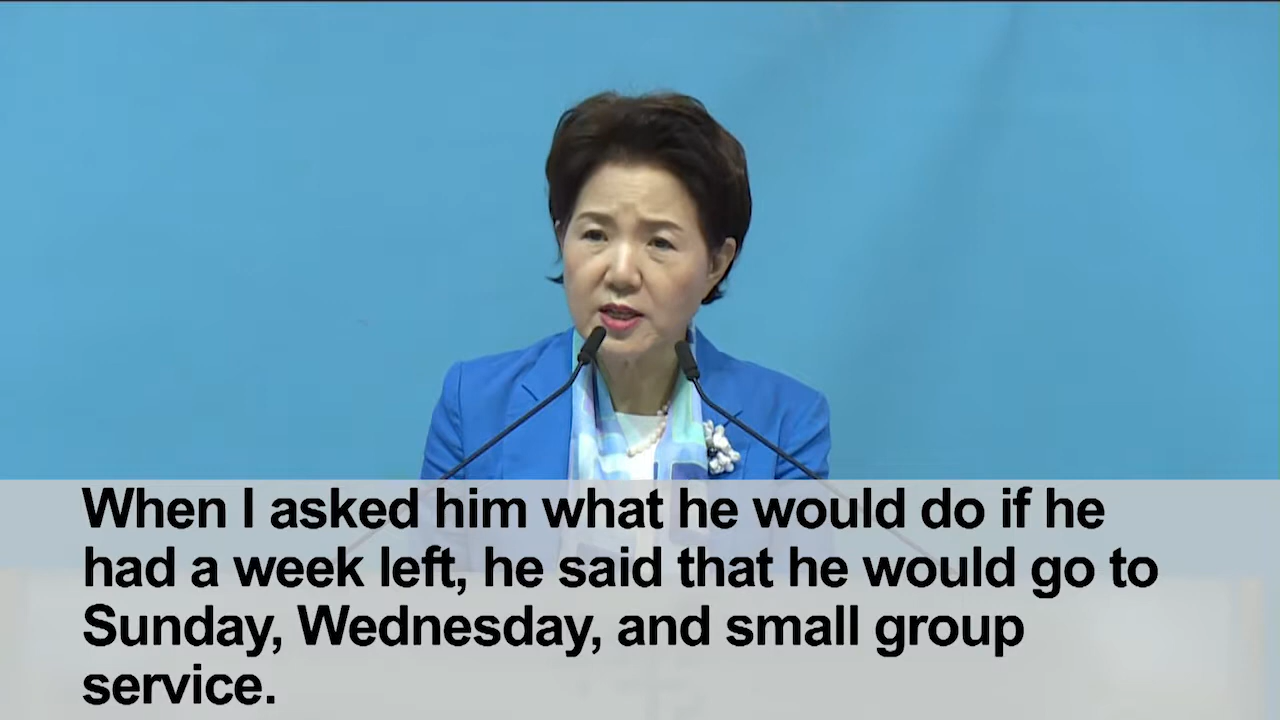 When I asked him what he would do if he
had a week left, he said that he would go to
Sunday, Wednesday, and small group
service.